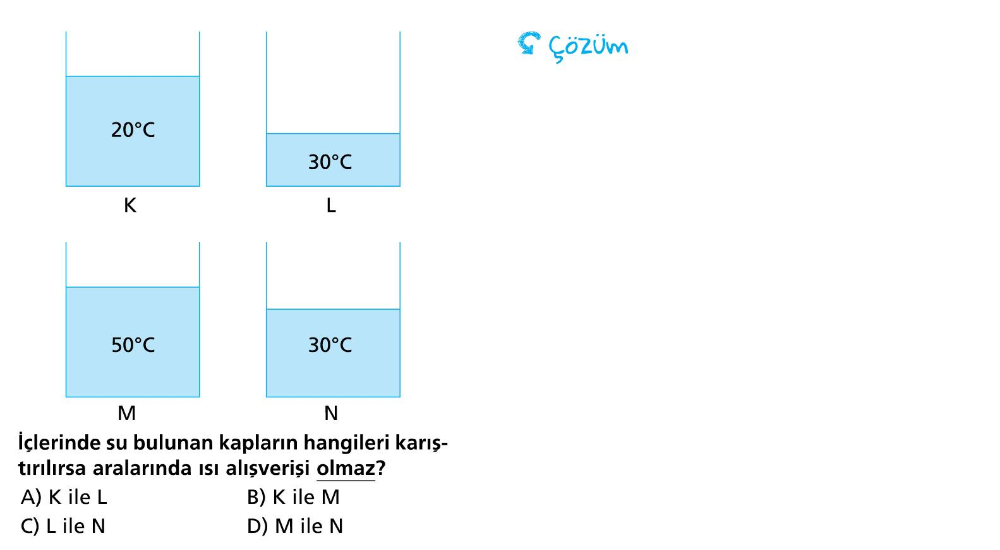 Çözüm
20°C
30°C
K
L
50°C
30°C
M
N
İçlerinde su bulunan kapların hangileri karış-
tırılırsa aralarında ısı alışverişi olmaz?
A) K ile L
B) K ile M
C) L ile N
D) M ile N